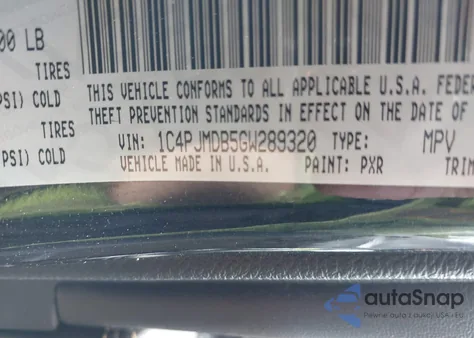 00 LB
TIRES
PSI) COLD
TIRES
PSI) COLD
THIS VEHICLE CONFORMS TO ALL APPLICABLE U.S.A. FEDER
THEFT PREVENTION STANDARDS IN EFFECT ON THE DATE OF
VIN: 1C4PJMDB5GW289320 TYPE: MPV
VEHICLE MADE IN U.S.A. PAINT: PXR TRIM
autoSnap